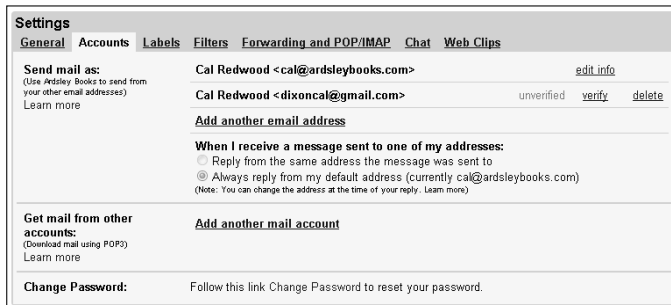 Settings
General Accounts Labels Filters Forwarding and POP/IMAP Chat Web Clips
Send mail as:
(Use Ardsley Books to send from
your other email addresses)
Learn more
Cal Redwood <cal@ardsleybooks.com> edit info
Cal Redwood <dixoncal@gmail.com> unverified verify delete
Add another email address
When I receive a message sent to one of my addresses:
Reply from the same address the message was sent to
Always reply from my default address (currently cal@ardsleybooks.com)
(Note: You can change the address at the time of your reply. Learn more)
Get mail from other
accounts:
(Download mail using POP3)
Learn more
Add another mail account
Change Password: Follow this link Change Password to reset your password.